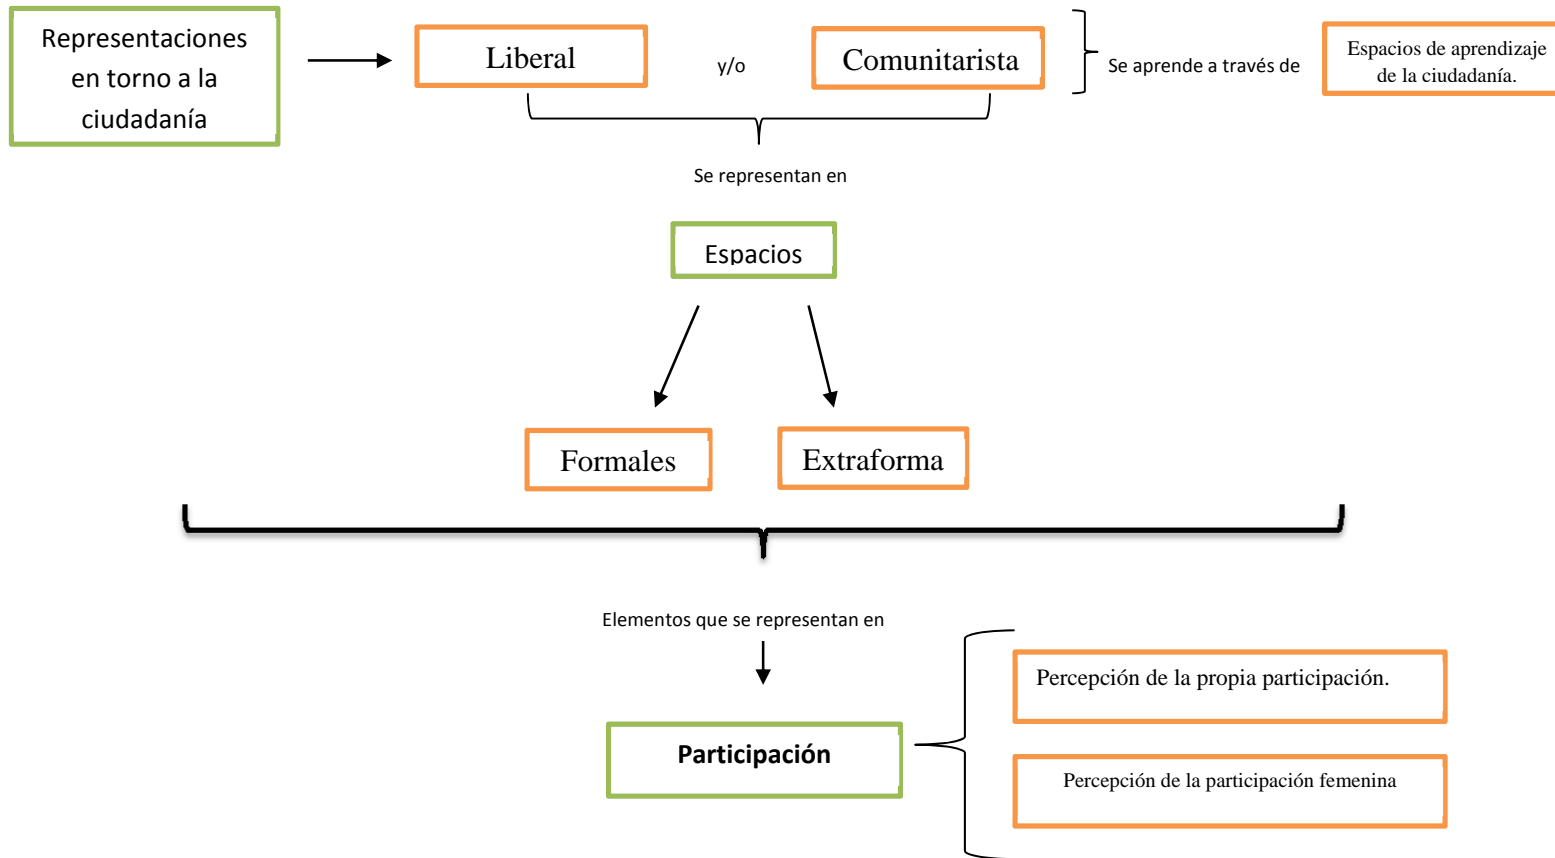 Representaciones
en torno a la
ciudadanía
Liberal
y/o
Comunitarista
Se aprende a través de
Espacios de aprendizaje
de la ciudadanía.
Se representan en
Espacios
Formales
Extraforma
Elementos que se representan en
Participación
Percepción de la propia participación.
Percepción de la participación femenina